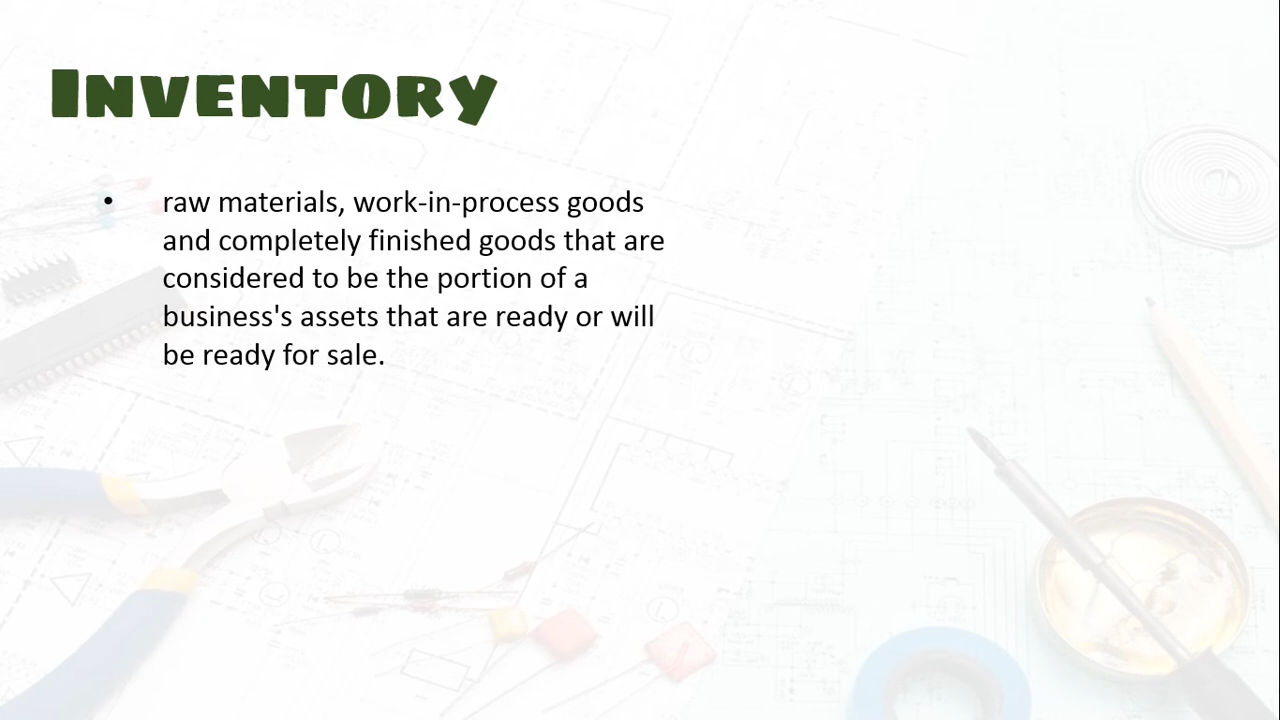 Inventory
• raw materials, work-in-process goods
and completely finished goods that are
considered to be the portion of a
business's assets that are ready or will
be ready for sale.